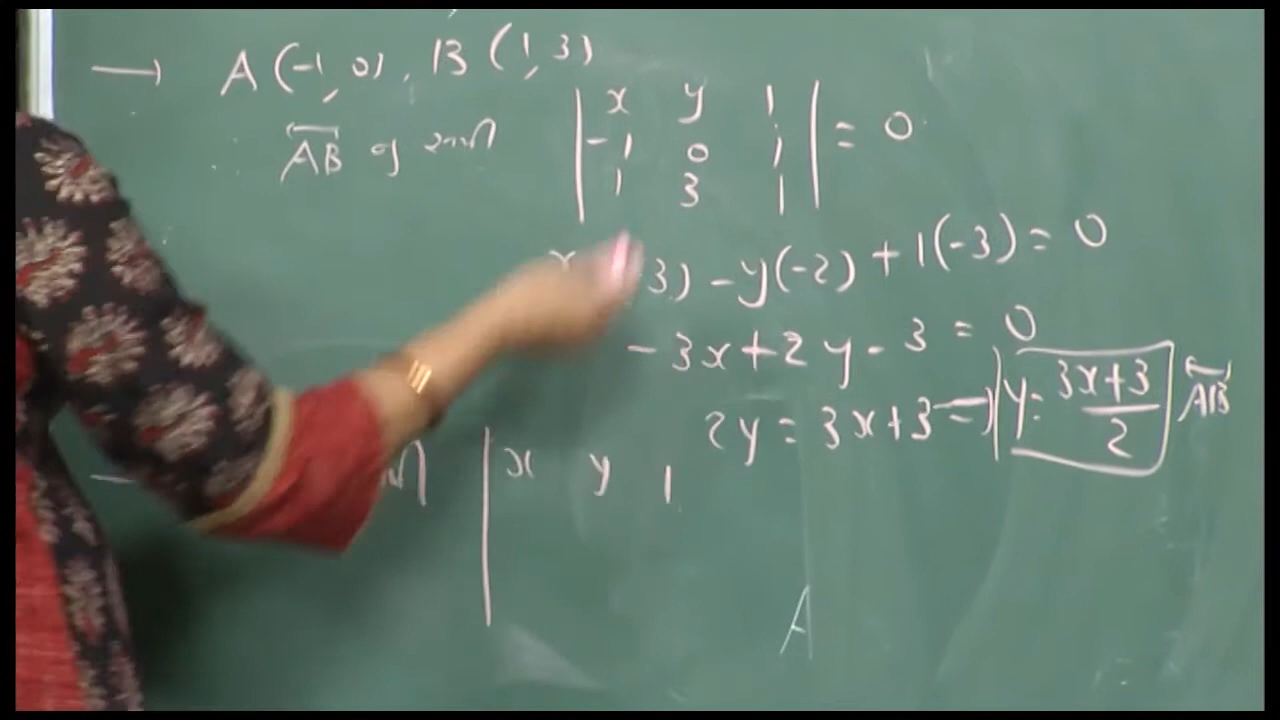 → A(-1, 0), B(1, 3)
∴ AB નુ સમી
| x y 1 |
| -1 0 1 | = 0
| 1 3 1 |
3) - y(-2) + 1(-3) = 0
-3x + 2y - 3 = 0
2y = 3x + 3 ⇒ y = 3x+3 / 2 AB
| x y 1
A